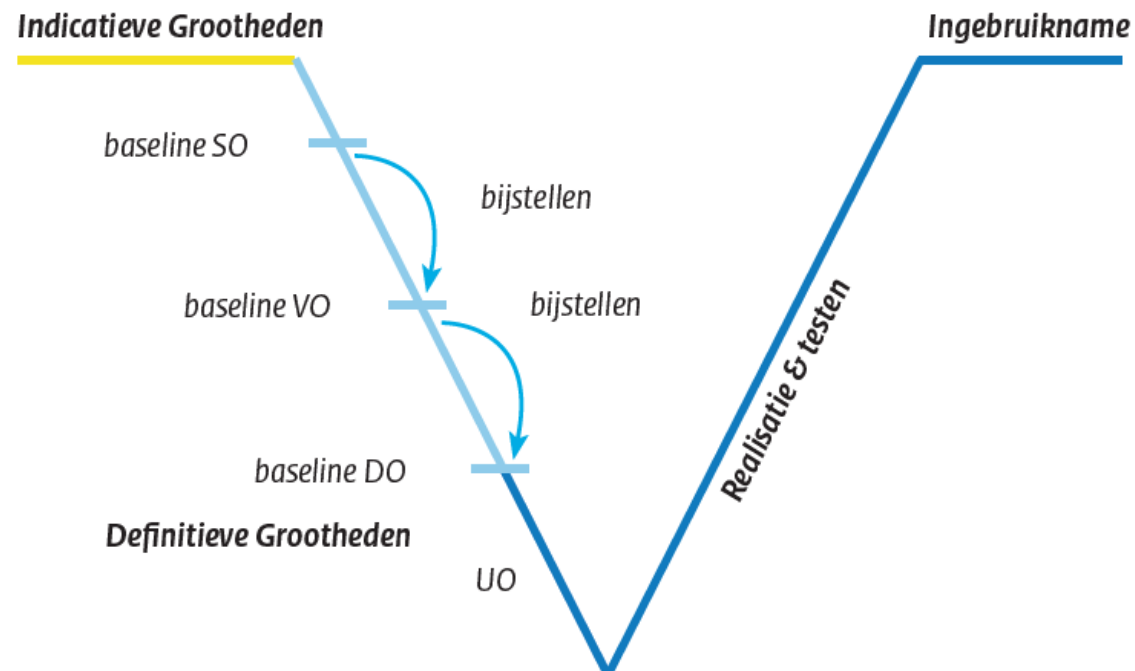 Indicatieve Grootheden
Ingebruikname
baseline SO
bijstellen
baseline VO
bijstellen
Realisatie & testen
baseline DO
Definitieve Grootheden
UO